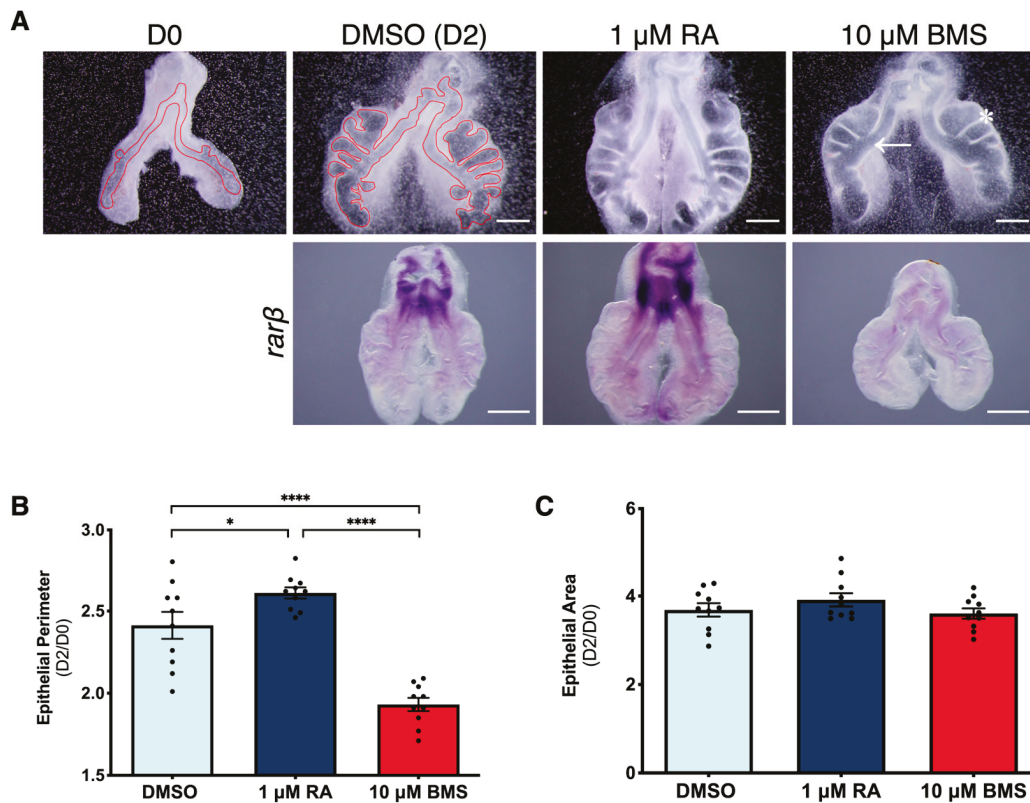 A
D0
DMSO (D2)
1 µM RA
10 µM BMS
*
rarβ
B
****
*
****
Epithelial Perimeter
(D2/D0)
3.0
2.5
2.0
1.5
DMSO
1 µM RA
10 µM BMS
C
Epithelial Area
(D2/D0)
6
4
2
0
DMSO
1 µM RA
10 µM BMS